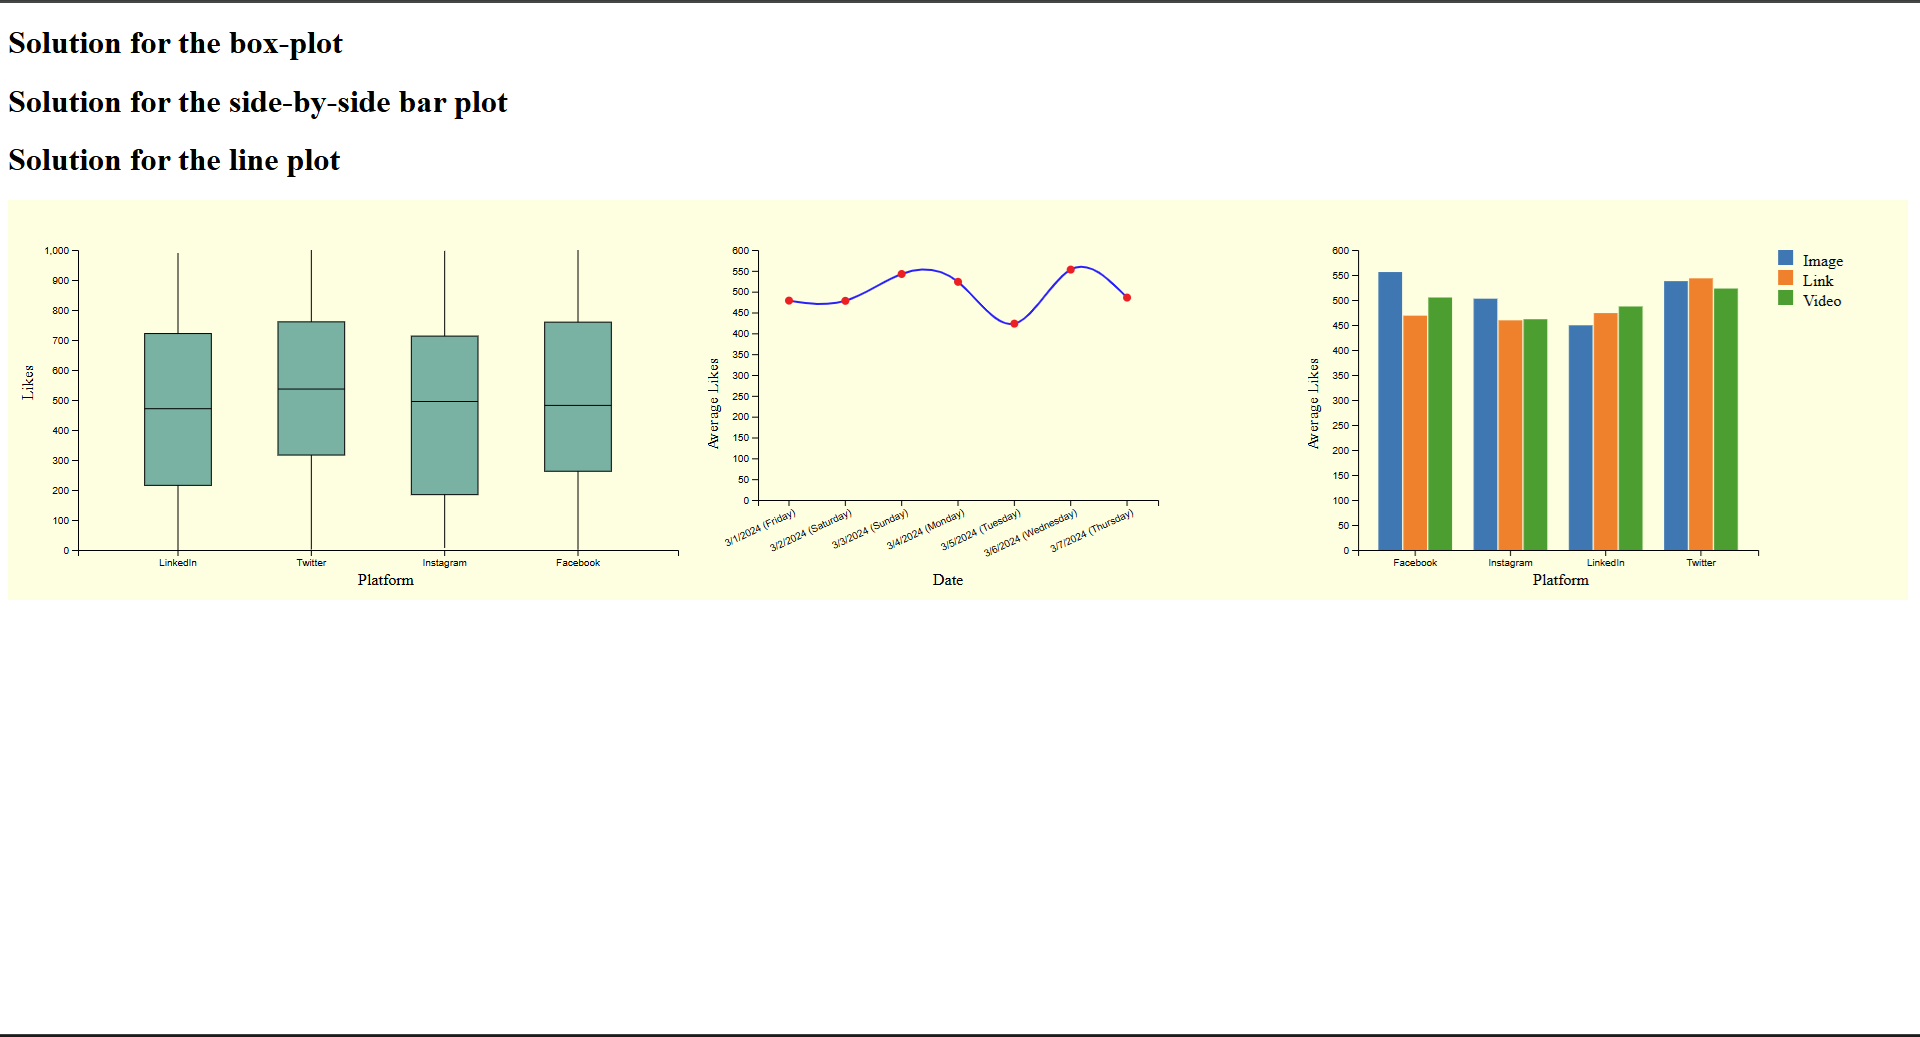 Solution for the box-plot
Solution for the side-by-side bar plot
Solution for the line plot
1,000
900
800
700
600
500
400
300
200
100
0
Likes
LinkedIn
Twitter
Instagram
Facebook
Platform
600
550
500
450
400
350
300
250
200
150
100
50
0
Average Likes
3/1/2024 (Friday)
3/2/2024 (Saturday)
3/3/2024 (Sunday)
3/4/2024 (Monday)
3/5/2024 (Tuesday)
3/6/2024 (Wednesday)
3/7/2024 (Thursday)
Date
600
550
500
450
400
350
300
250
200
150
100
50
0
Average Likes
Facebook
Instagram
LinkedIn
Twitter
Platform
Image
Link
Video